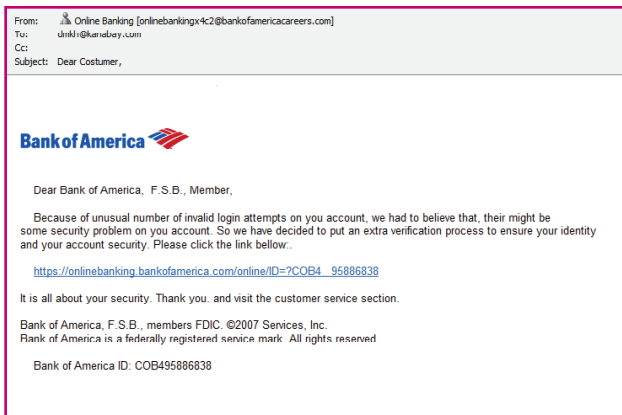 From: Online Banking [onlinebankingx4c2@bankofamericacareers.com]
To: dmkh@kanabay.com
Cc:
Subject: Dear Costumer,
Bank of America
Dear Bank of America, F.S.B., Member,
Because of unusual number of invalid login attempts on you account, we had to believe that, their might be
some security problem on you account. So we have decided to put an extra verification process to ensure your identity
and your account security. Please click the link bellow:.
https://onlinebanking.bankofamerica.com/online/ID=?COB4 95886838
It is all about your security. Thank you. and visit the customer service section.
Bank of America, F.S.B., members FDIC. ©2007 Services, Inc.
Bank of America is a federally registered service mark. All rights reserved
Bank of America ID: COB495886838